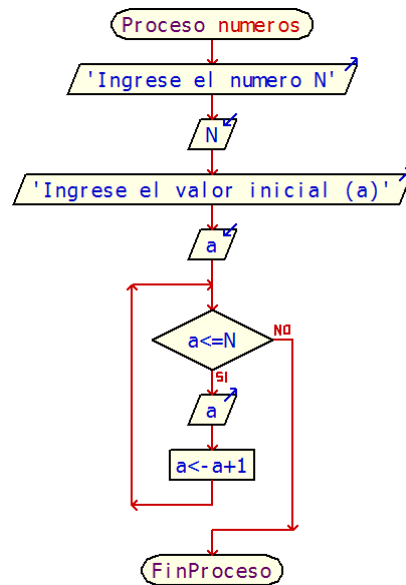 Proceso numeros
'Ingrese el numero N'
N
'Ingrese el valor inicial (a)'
a
a<=N
NO
SI
a
a<-a+1
FinProceso